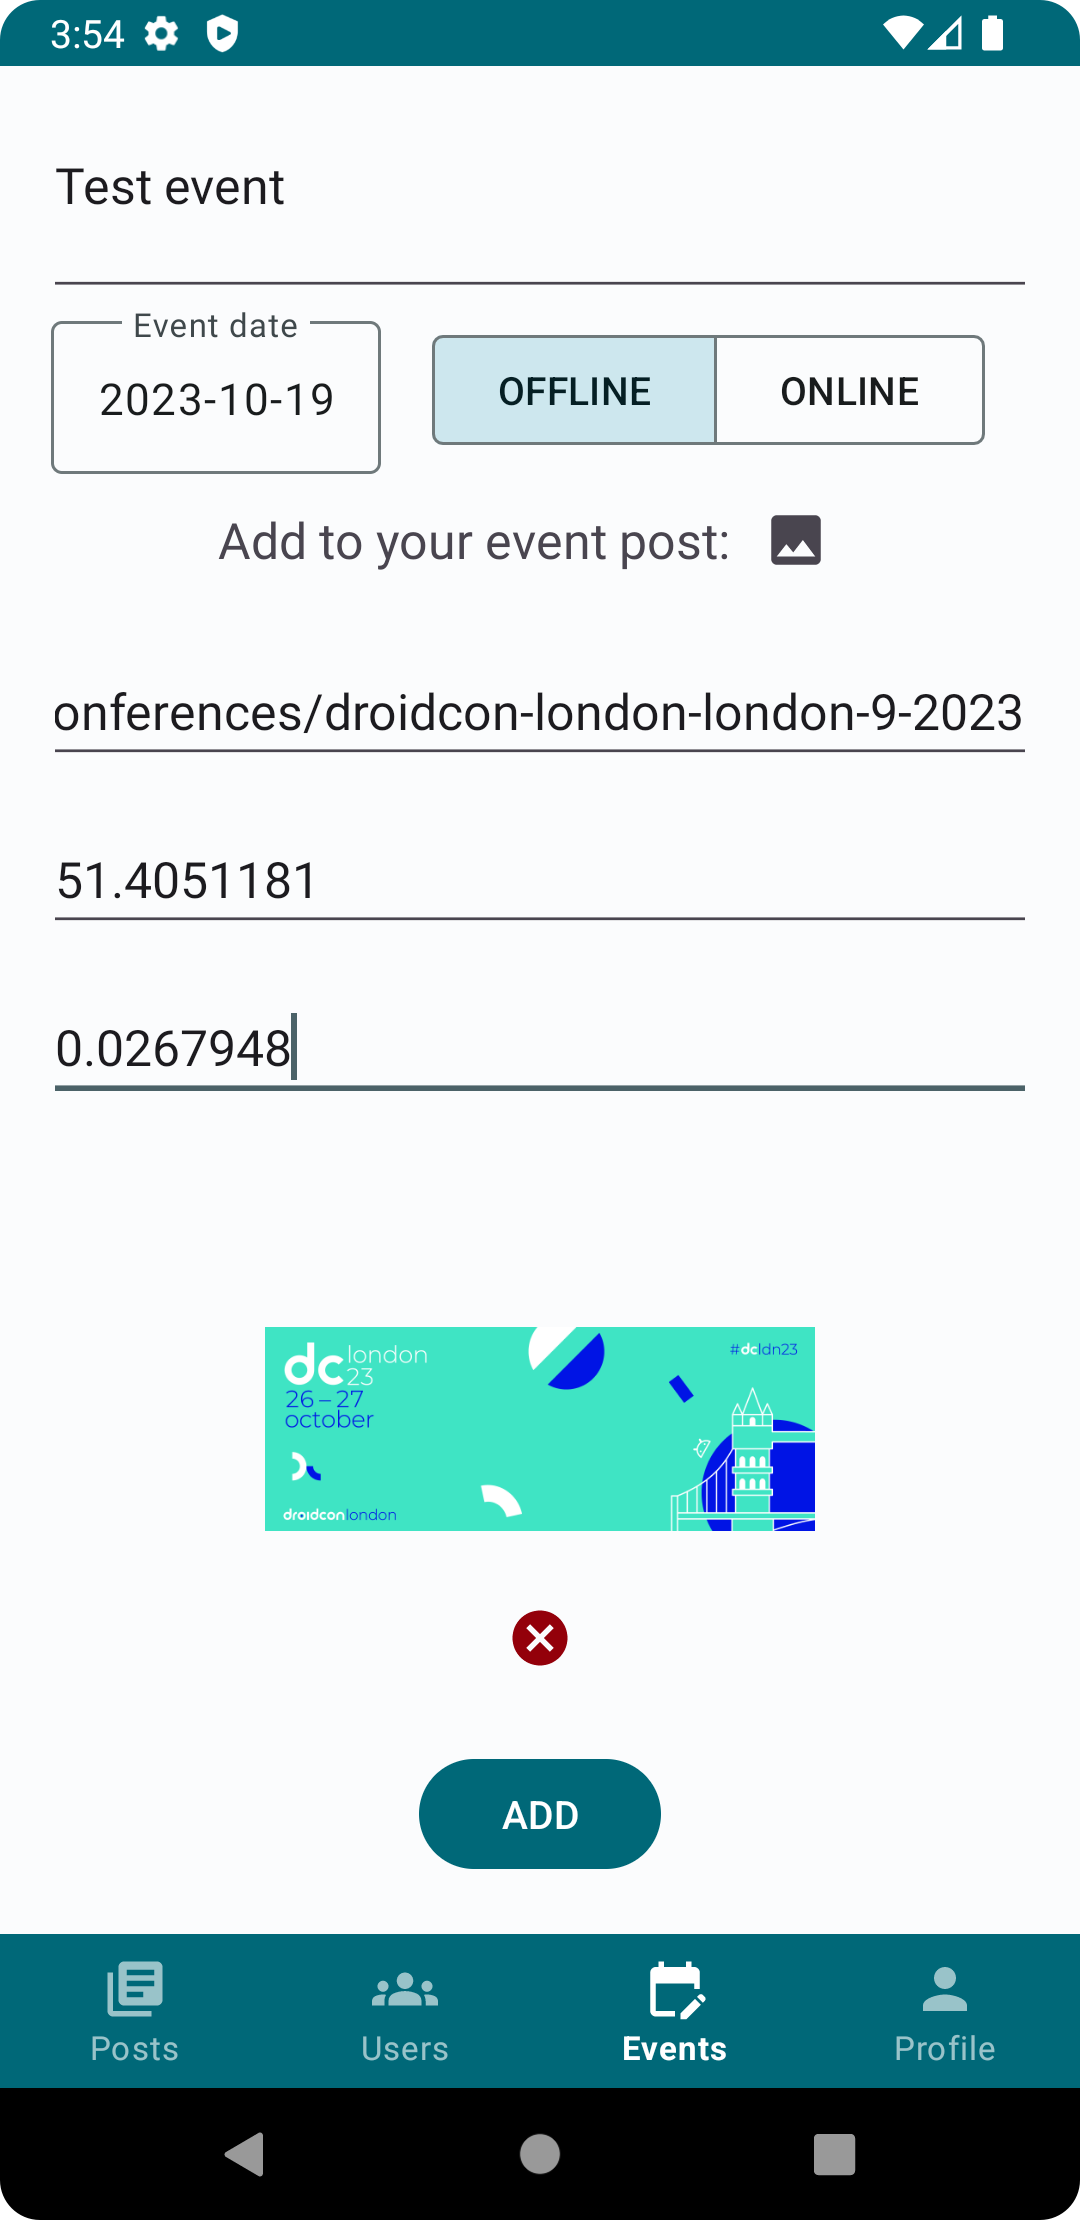 3:54
Test event
Event date
2023-10-19
OFFLINE
ONLINE
Add to your event post:
onferences/droidcon-london-london-9-2023
51.4051181
0.0267948
dc london
23
26 – 27
october
#dcldn23
droidcon london
ADD
Posts
Users
Events
Profile